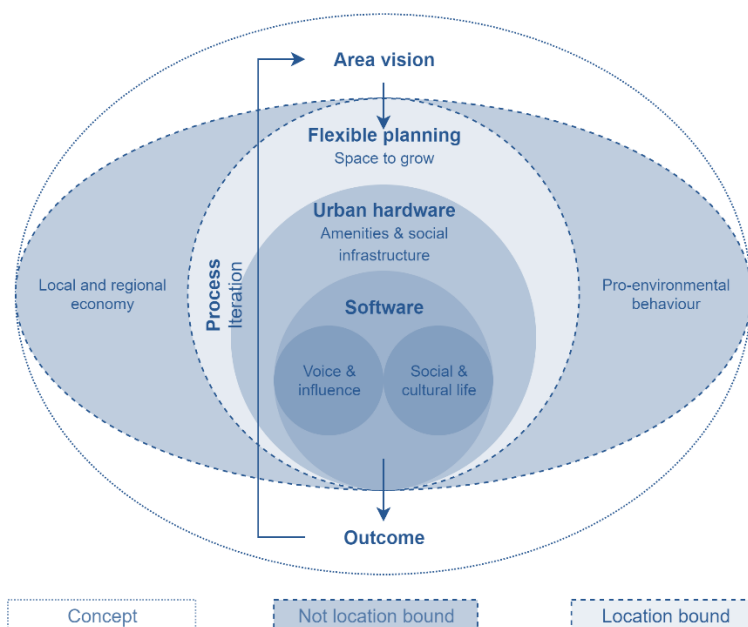 Area vision
Flexible planning
Space to grow
Urban hardware
Amenities & social
infrastructure
Process
Iteration
Local and regional
economy
Pro-environmental
behaviour
Software
Voice &
influence
Social &
cultural life
Outcome
Concept
Not location bound
Location bound